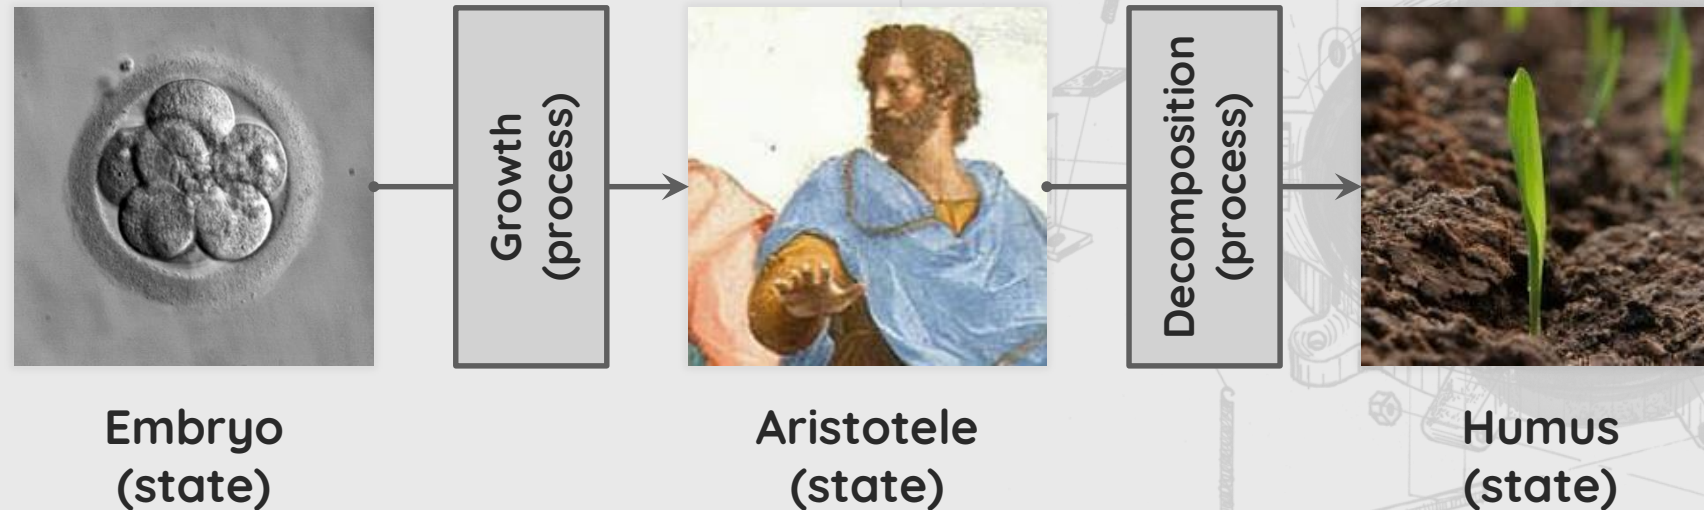 Growth
(process)
Decomposition
(process)
Embryo
(state)
Aristotele
(state)
Humus
(state)